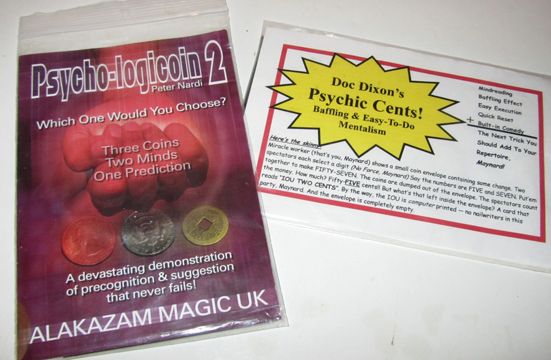 Psycho-logicoin 2
Peter Nardi
Which One Would You Choose?
Three Coins
Two Minds
One Prediction
A devastating demonstration
of precognition & suggestion
that never fails!
ALAKAZAM MAGIC UK
Doc Dixon's
Psychic Cents!
Baffling & Easy-To-Do
Mentalism
Mindreading
Baffling Effect
Easy Execution
Quick Reset
+ Built-in Comedy
The Next Trick You
Should Add To Your
Repertoire,
Maynard!
Here's the skinny:
Miracle worker (that's you, Maynard) shows a small coin envelope containing some change. Two
spectators each select a digit (No Force, Maynard) Say the numbers are FIVE and SEVEN. Put'em
together to make FIFTY-SEVEN. The coins are dumped out of the envelope. The spectators count
the money. How much? Fifty-FIVE cents!! But what's that left inside the envelope? A card that
reads "IOU TWO CENTS". By the way, the IOU is computer printed — no nailwriters in this
party, Maynard. And the envelope is completely empty.